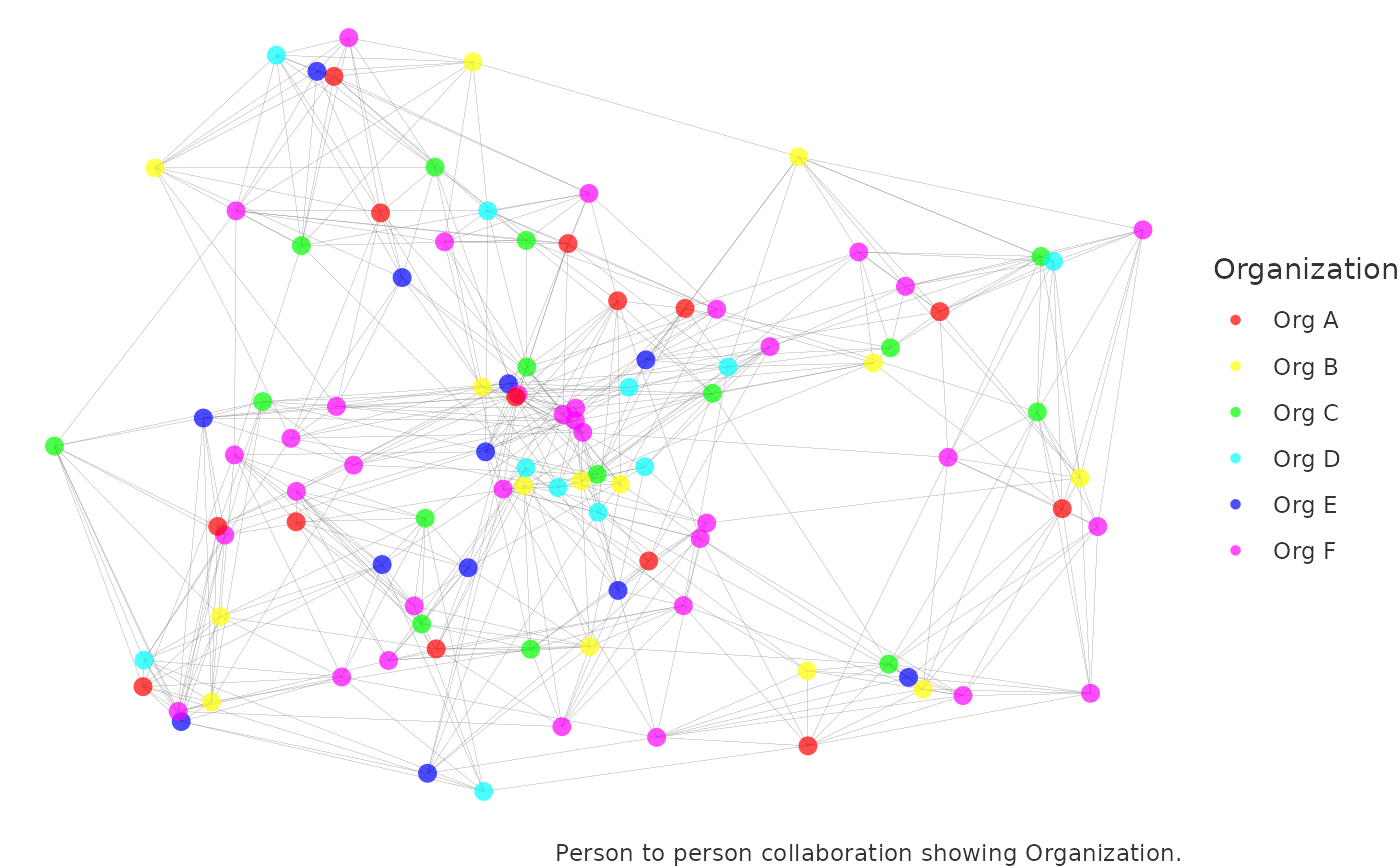 Organization
Org A
Org B
Org C
Org D
Org E
Org F
Person to person collaboration showing Organization.